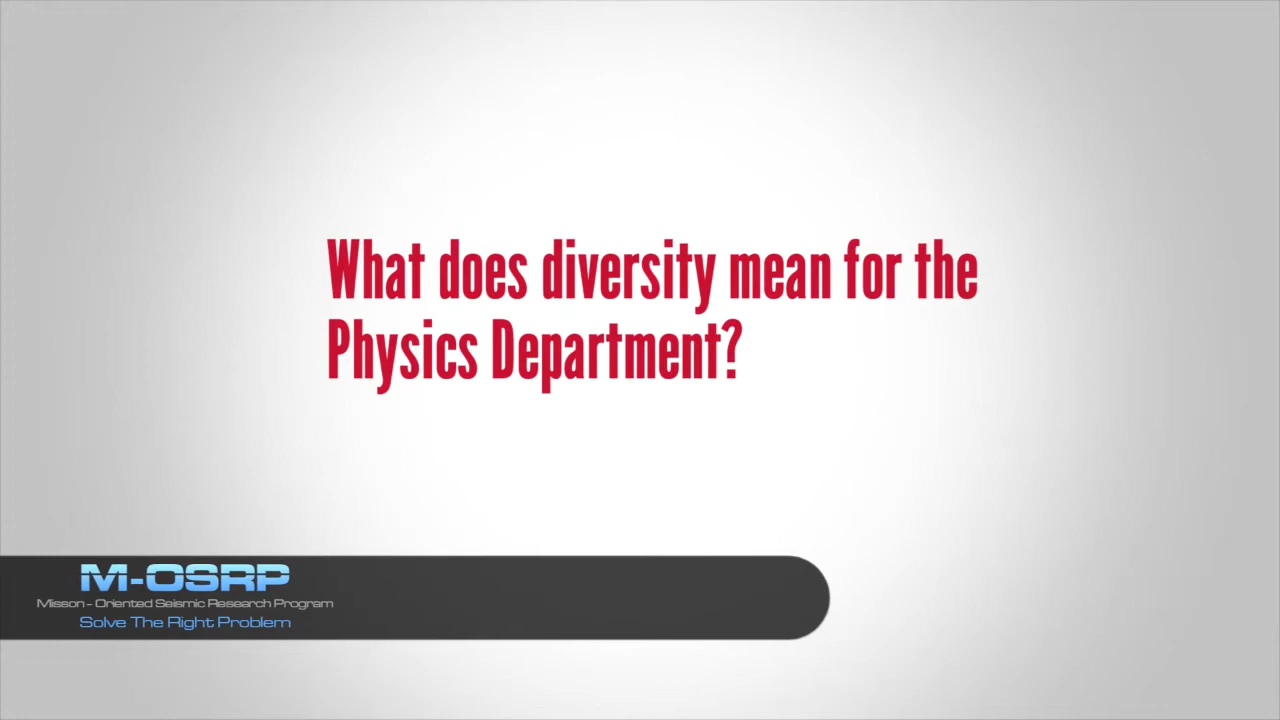 What does diversity mean for the
Physics Department?
M-OSRP
Misson - Oriented Seismic Research Program
Solve The Right Problem